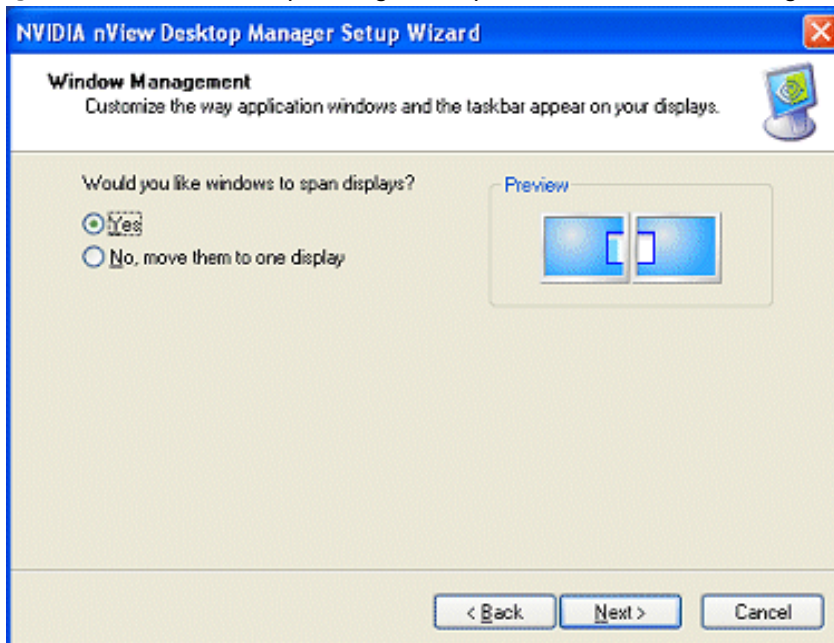 NVIDIA nView Desktop Manager Setup Wizard
Window Management
Customize the way application windows and the taskbar appear on your displays.
Would you like windows to span displays?
Preview
Yes
No, move them to one display
< Back
Next >
Cancel